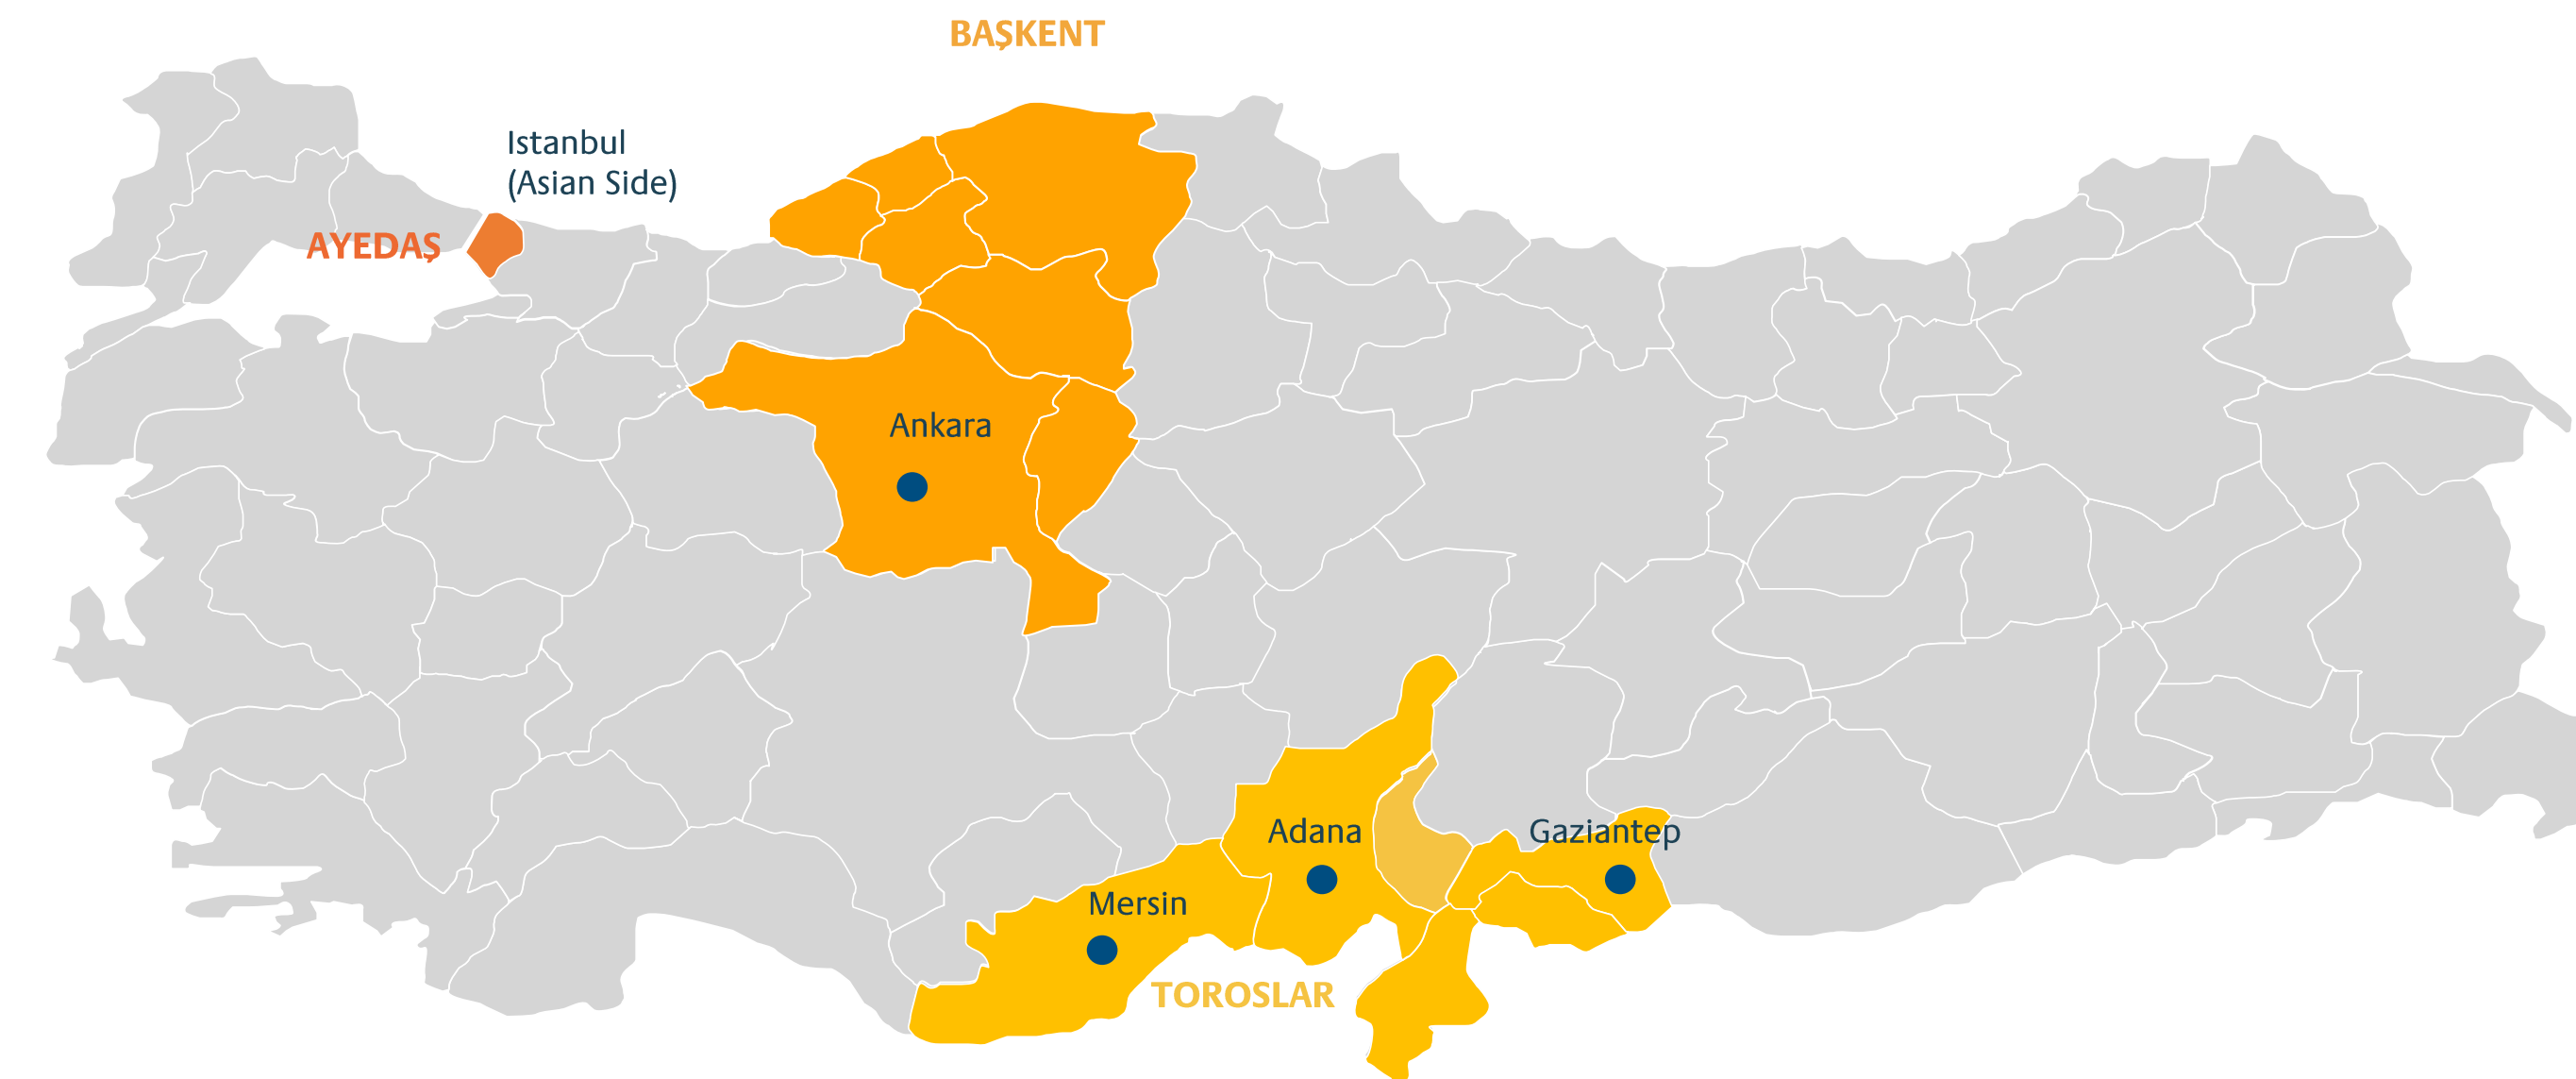 BAŞKENT
Istanbul
(Asian Side)
AYEDAŞ
Ankara
Adana
Gaziantep
Mersin
TOROSLAR